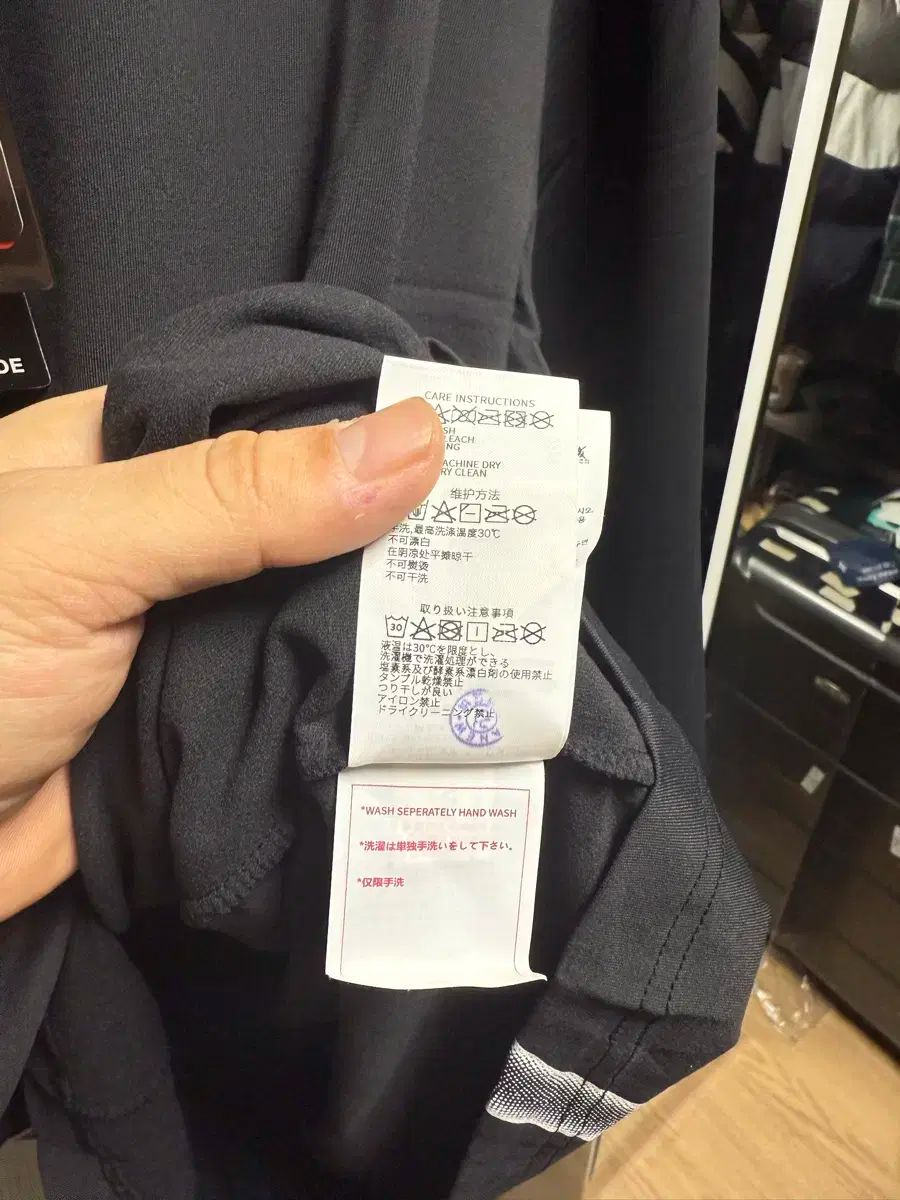 DE
CARE INSTRUCTIONS
SH
LEACH
NG
ACHINE DRY
RY CLEAN
维护方法
手洗,最高洗涤温度30℃
不可漂白
在阴凉处平摊晾干
不可熨烫
不可干洗
取り扱い注意事項
30
液温は30℃を限度とし、
洗濯機で洗濯処理ができる
塩素系及び酵素系漂白剤の使用禁止
タンブル乾燥禁止
つり干しが良い
アイロン禁止
ドライクリーニング禁止
*WASH SEPERATELY HAND WASH
*洗濯は単独手洗いをして下さい。
*仅限手洗